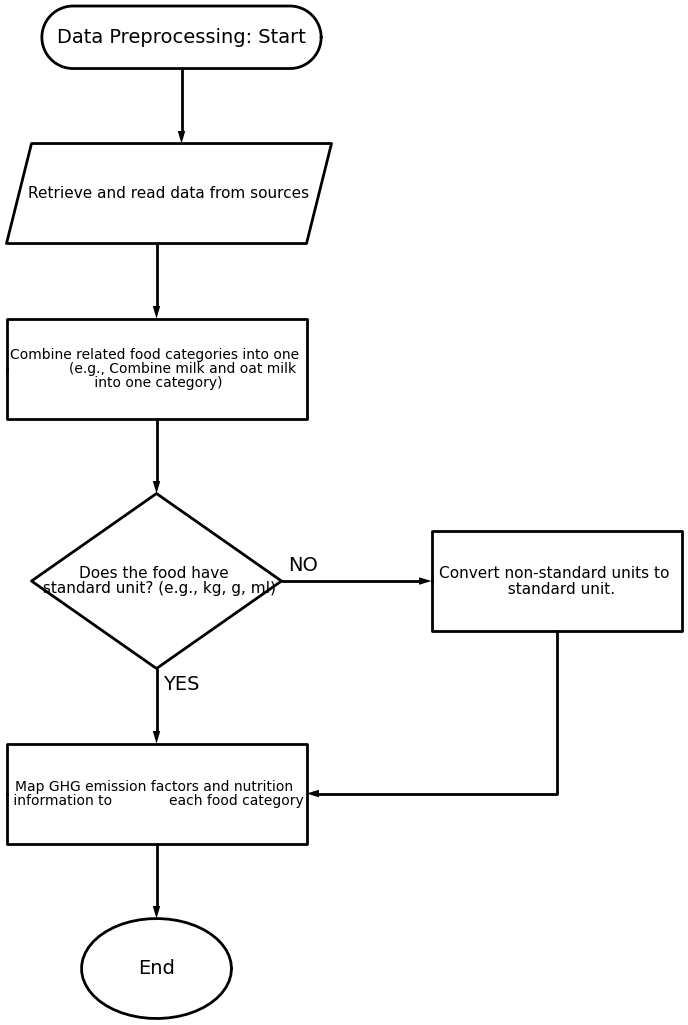 Data Preprocessing: Start
Retrieve and read data from sources
Combine related food categories into one
(e.g., Combine milk and oat milk
into one category)
Does the food have
standard unit? (e.g., kg, g, ml)
NO
Convert non-standard units to
standard unit.
YES
Map GHG emission factors and nutrition
information to each food category
End